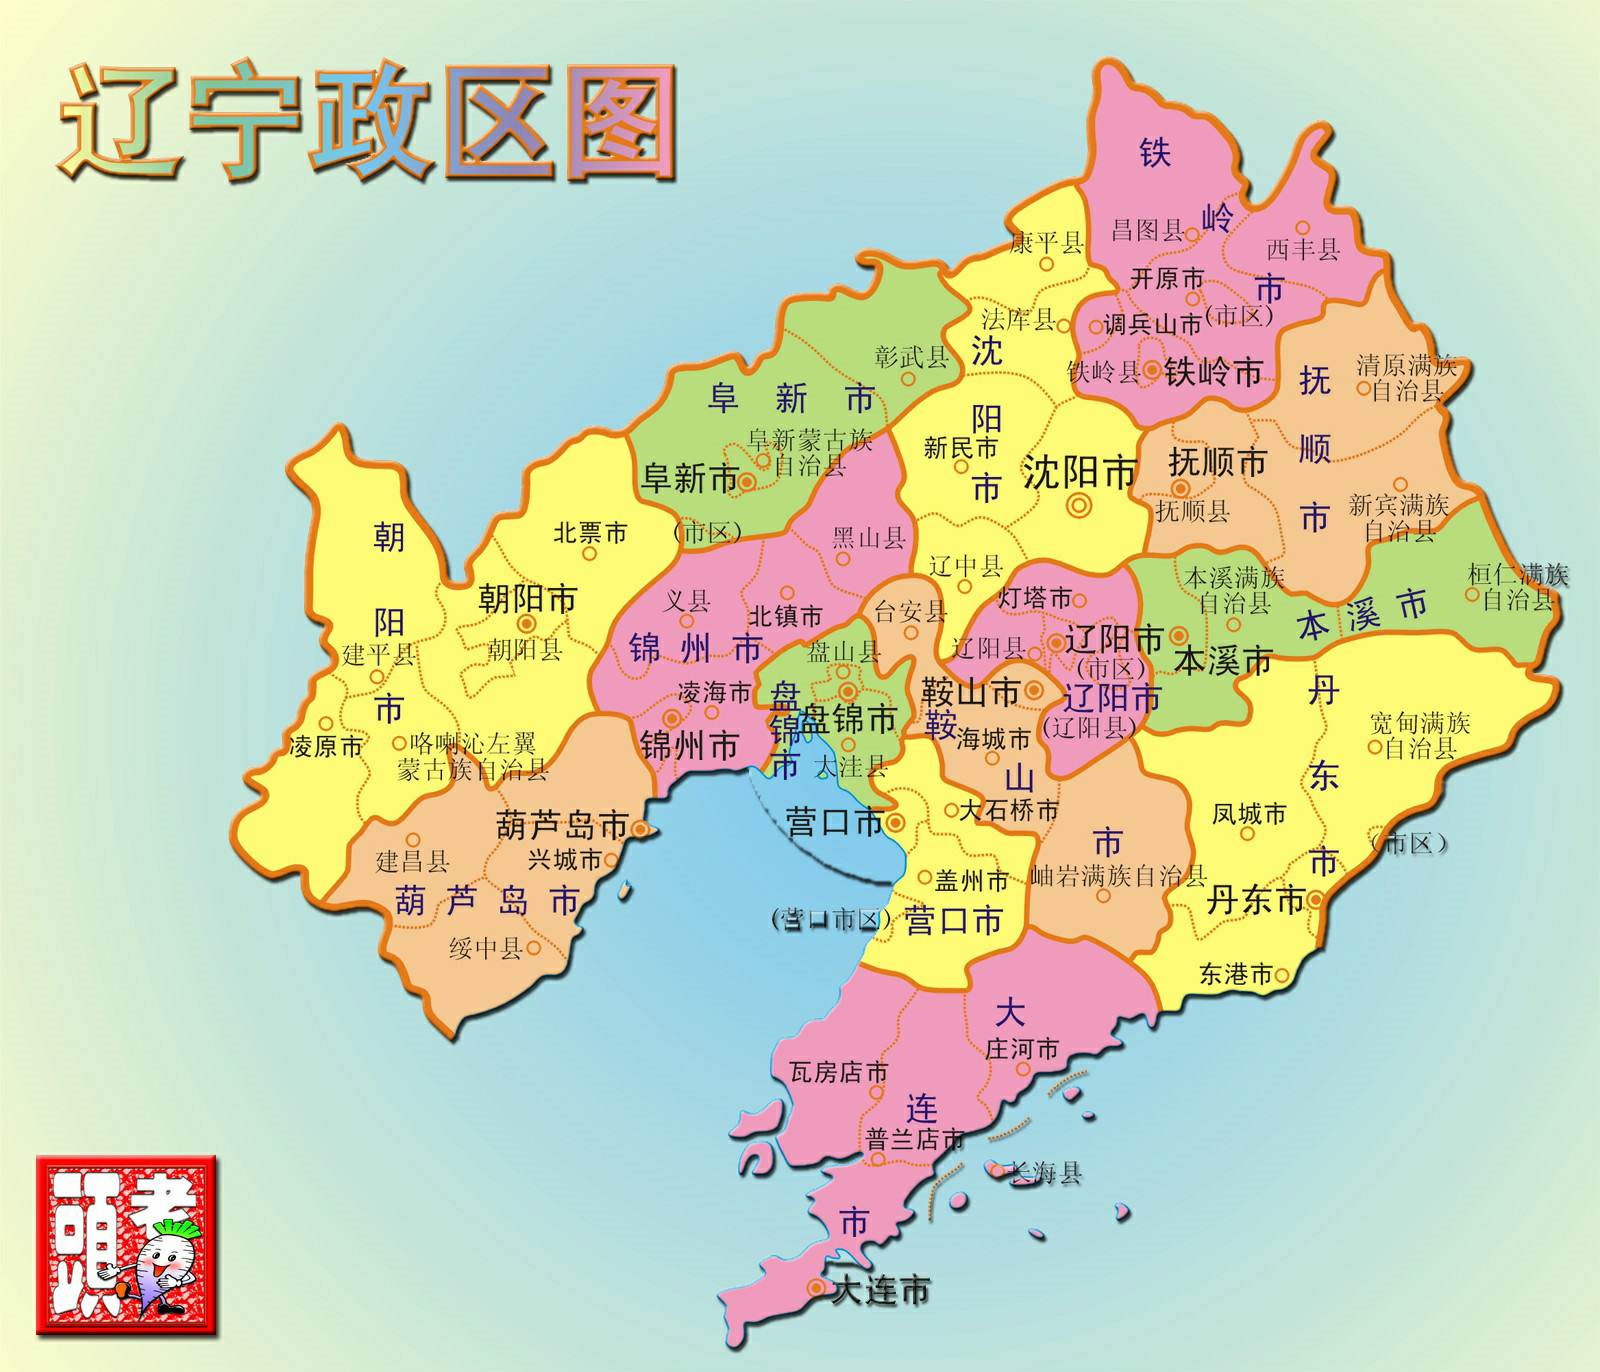 辽宁政区图
铁
岭
市
昌图县
西丰县
开原市
(市区)
调兵山市
铁岭县
铁岭市
康平县
法库县
沈
阳
市
新民市
沈阳市
辽中县
彰武县
阜新市
阜新蒙古族
自治县
阜新市
(市区)
抚
顺
市
清原满族
自治县
抚顺市
抚顺县
新宾满族
自治县
朝
阳
市
北票市
朝阳市
朝阳县
建平县
凌原市
咯喇沁左翼
蒙古族自治县
黑山县
义县
北镇市
锦州市
凌海市
锦州市
台安县
灯塔市
辽阳县
辽阳市
(市区)
辽阳市
(辽阳县)
本溪满族
自治县
本溪市
本溪市
桓仁满族
自治县
盘山县
盘
锦
市
盘锦市
大洼县
鞍山市
鞍
山
市
海城市
岫岩满族自治县
丹
东
市
宽甸满族
自治县
凤城市
(市区)
丹东市
东港市
营口市
大石桥市
盖州市
(营口市区)
营口市
葫芦岛市
兴城市
建昌县
葫芦岛市
绥中县
大
连
市
庄河市
瓦房店市
普兰店市
长海县
大连市
老
頭